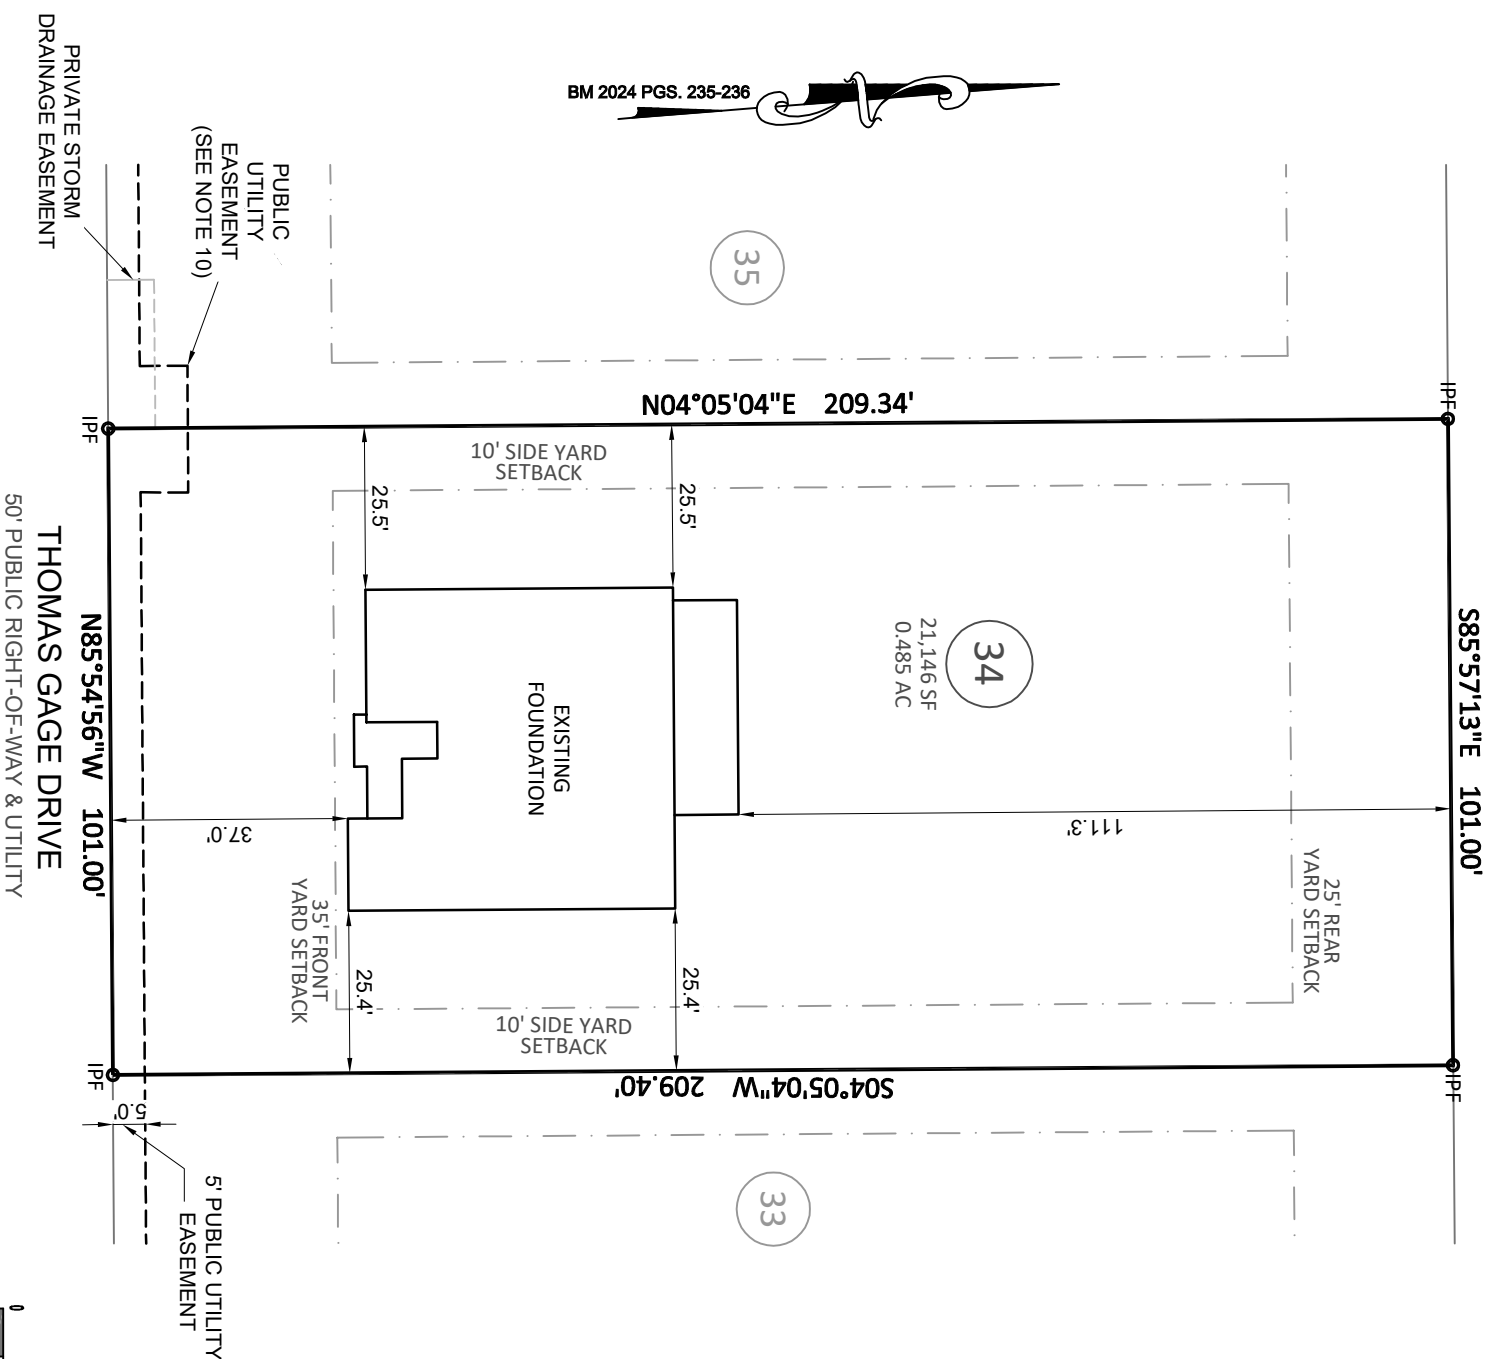 BM 2024 PGS. 235-236
PRIVATE STORM
DRAINAGE EASEMENT
PUBLIC
UTILITY
EASEMENT
(SEE NOTE 10)
35
IPF
N04°05'04"E 209.34'
IPF
10' SIDE YARD
SETBACK
25.5'
25.5'
S85°57'13"E 101.00'
34
21,146 SF
0.485 AC
EXISTING
FOUNDATION
111.3'
25' REAR
YARD SETBACK
37.0'
35' FRONT
YARD SETBACK
25.4'
25.4'
10' SIDE YARD
SETBACK
N85°54'56"W 101.00'
THOMAS GAGE DRIVE
50' PUBLIC RIGHT-OF-WAY & UTILITY
IPF
S04°05'04"W 209.40'
IPF
5.0'
5' PUBLIC UTILITY
EASEMENT
33
0